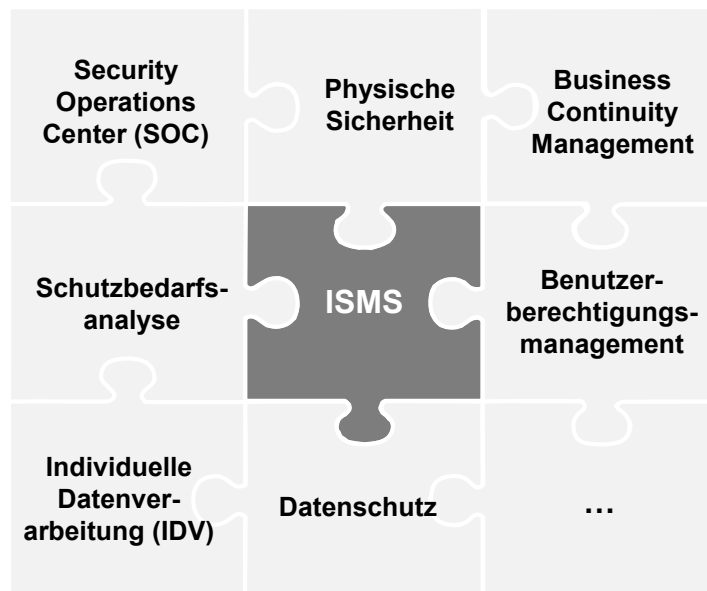 Security
Operations
Center (SOC)
Physische
Sicherheit
Business
Continuity
Management
Schutzbedarfs-
analyse
ISMS
Benutzer-
berechtigungs-
management
Individuelle
Datenver-
arbeitung (IDV)
Datenschutz
...